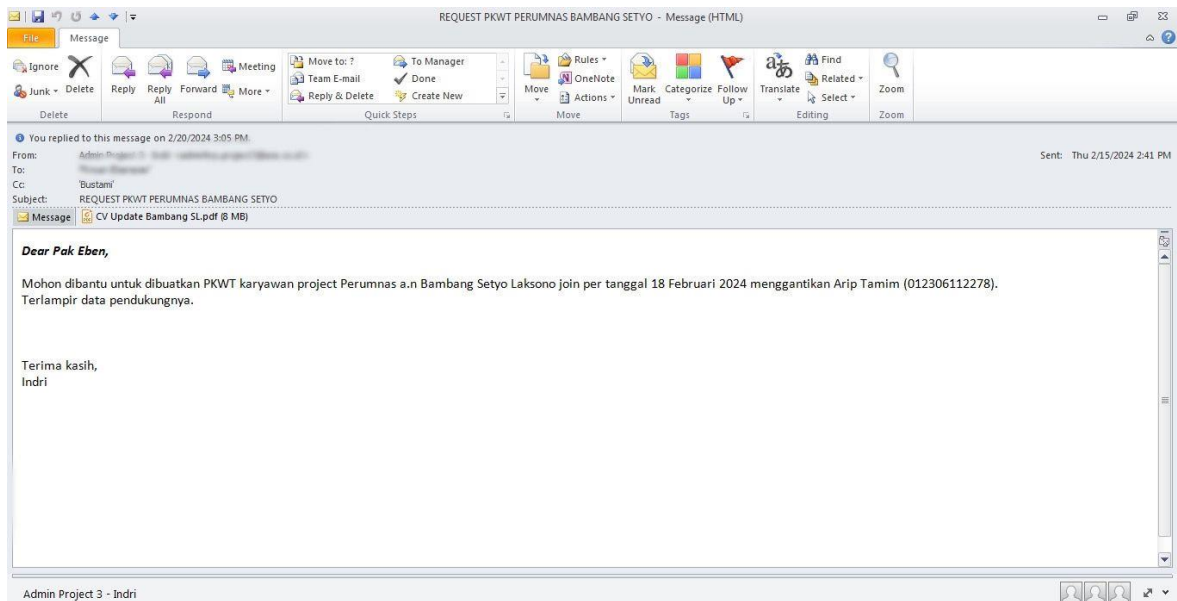 REQUEST PKWT PERUMNAS BAMBANG SETYO - Message (HTML)
File Message
Ignore
Junk
Delete
Reply
Reply All
Forward
Meeting
More
Move to: ?
Team E-mail
Reply & Delete
To Manager
Done
Create New
Move
Rules
OneNote
Actions
Mark Unread
Categorize
Follow Up
Translate
Find
Related
Select
Zoom
Delete Respond Quick Steps Move Tags Editing Zoom
You replied to this message on 2/20/2024 3:05 PM.
From: Admin Project 3 - Indri
Sent: Thu 2/15/2024 2:41 PM
To:
Cc: 'Bustami'
Subject: REQUEST PKWT PERUMNAS BAMBANG SETYO
Message CV Update Bambang SL.pdf (8 MB)
Dear Pak Eben,
Mohon dibantu untuk dibuatkan PKWT karyawan project Perumnas a.n Bambang Setyo Laksono join per tanggal 18 Februari 2024 menggantikan Arip Tamim (012306112278).
Terlampir data pendukungnya.
Terima kasih,
Indri
Admin Project 3 - Indri